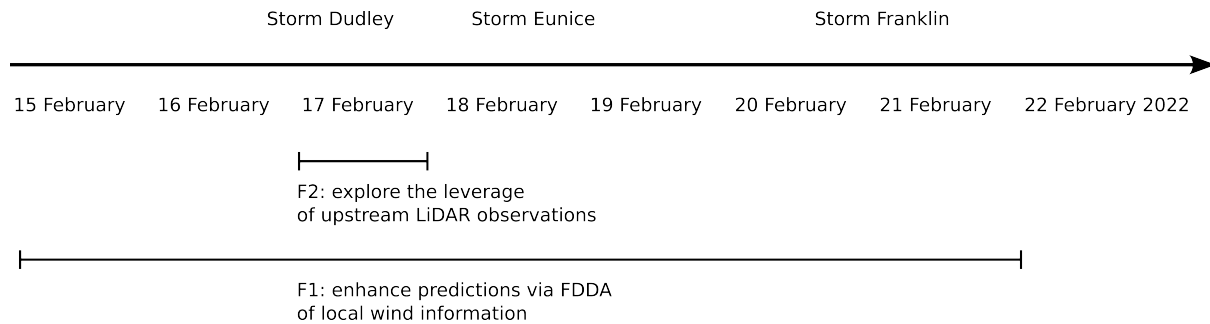 Storm Dudley Storm Eunice Storm Franklin
15 February 16 February 17 February 18 February 19 February 20 February 21 February 22 February 2022
F2: explore the leverage
of upstream LiDAR observations
F1: enhance predictions via FDDA
of local wind information